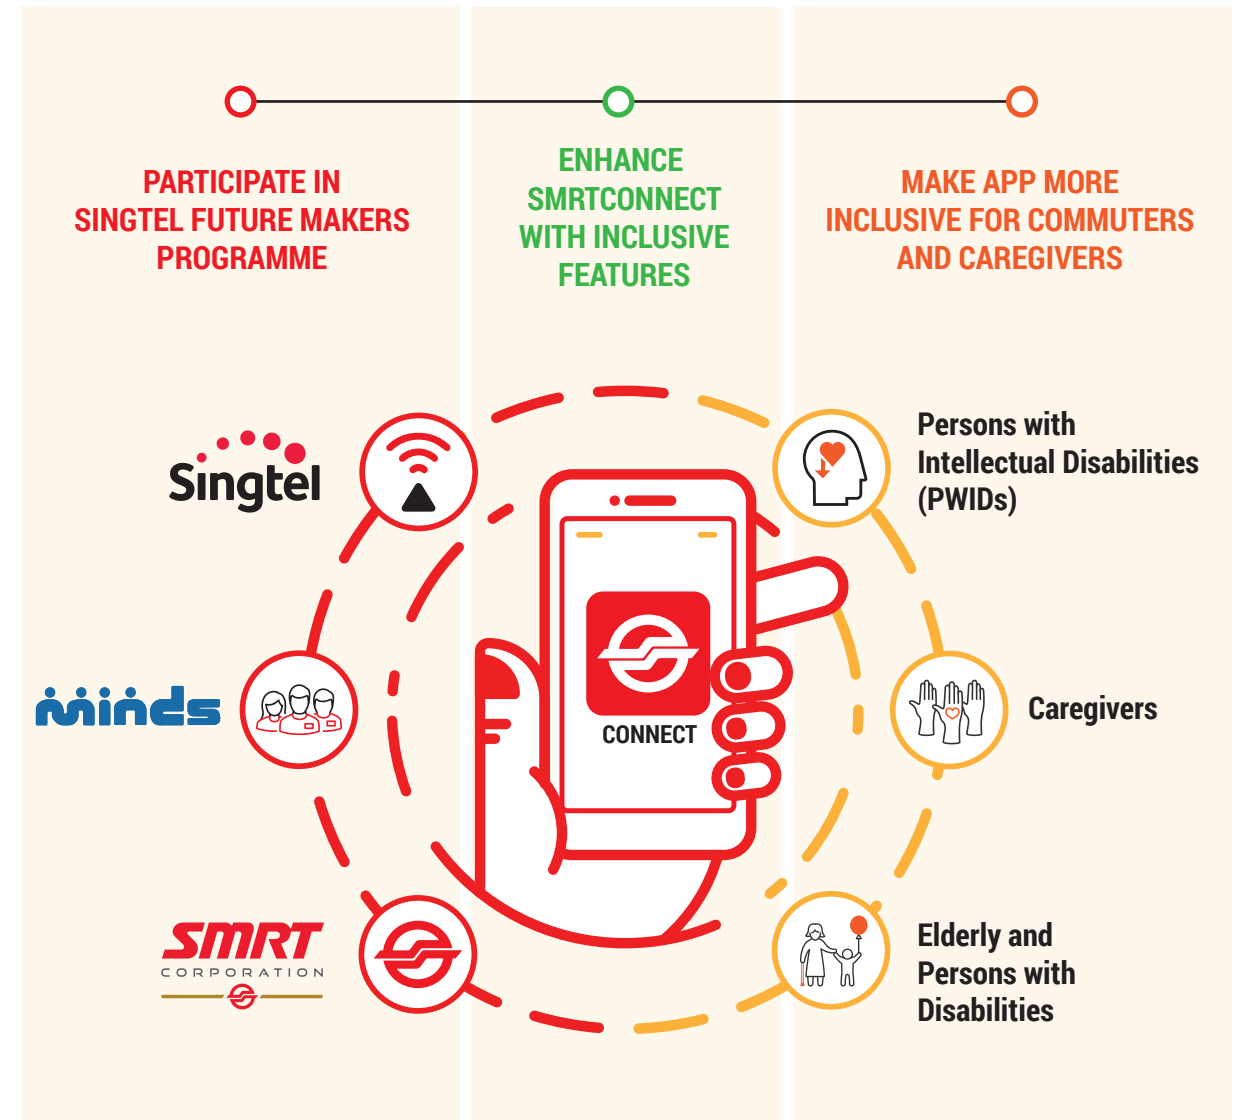 PARTICIPATE IN
SINGTEL FUTURE MAKERS
PROGRAMME
ENHANCE
SMRTCONNECT
WITH INCLUSIVE
FEATURES
MAKE APP MORE
INCLUSIVE FOR COMMUTERS
AND CAREGIVERS
Singtel
minds
SMRT
CORPORATION
CONNECT
Persons with
Intellectual Disabilities
(PWIDs)
Caregivers
Elderly and
Persons with
Disabilities